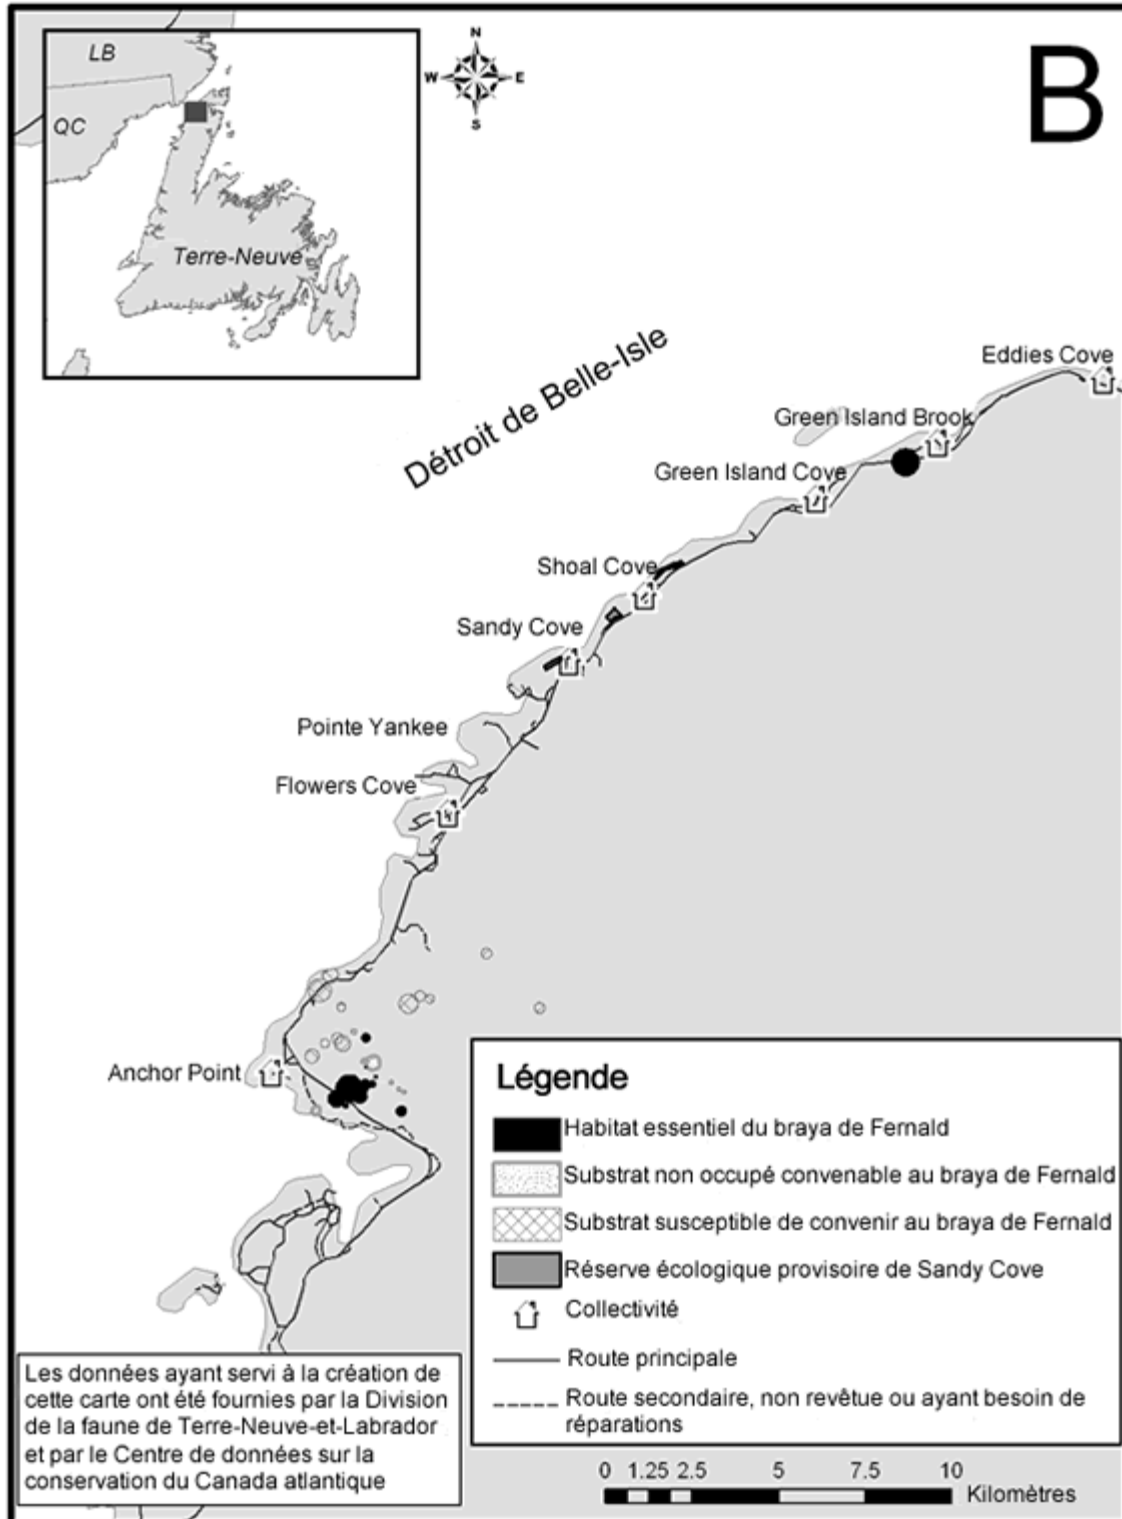 B
LB
QC
Terre-Neuve
N
W
E
S
Détroit de Belle-Isle
Eddies Cove
Green Island Brook
Green Island Cove
Shoal Cove
Sandy Cove
Pointe Yankee
Flowers Cove
Anchor Point
Légende
Habitat essentiel du braya de Fernald
Substrat non occupé convenable au braya de Fernald
Substrat susceptible de convenir au braya de Fernald
Réserve écologique provisoire de Sandy Cove
Collectivité
Route principale
Route secondaire, non revêtue ou ayant besoin de
réparations
Les données ayant servi à la création de
cette carte ont été fournies par la Division
de la faune de Terre-Neuve-et-Labrador
et par le Centre de données sur la
conservation du Canada atlantique
0 1.25 2.5 5 7.5 10
Kilomètres